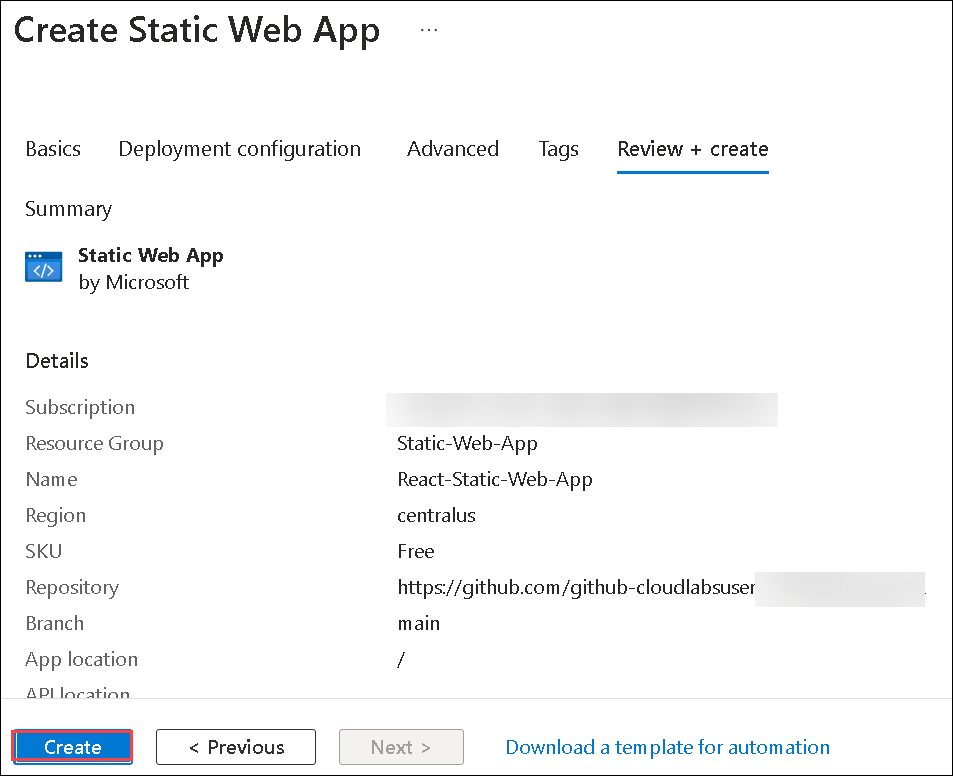 Create Static Web App ...
Basics Deployment configuration Advanced Tags Review + create
Summary
Static Web App
by Microsoft
Details
Subscription
Resource Group Static-Web-App
Name React-Static-Web-App
Region centralus
SKU Free
Repository https://github.com/github-cloudlabsuser
Branch main
App location /
API location
Create < Previous Next > Download a template for automation